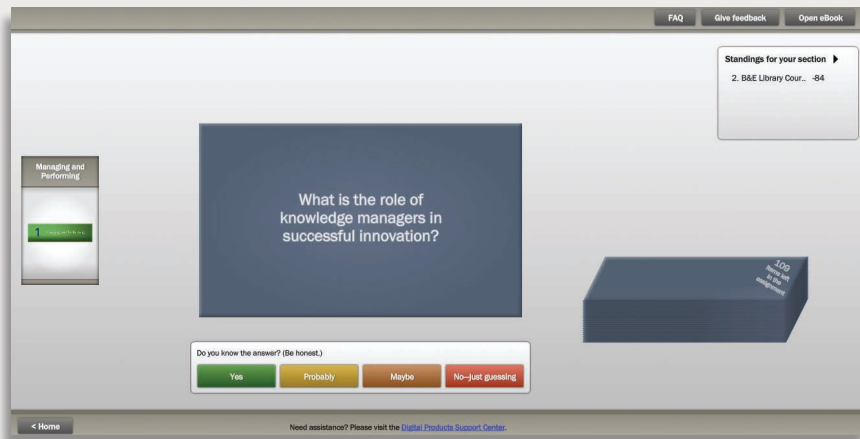 FAQ
Give feedback
Open eBook
Standings for your section
2. B&E Library Cour.. -84
Managing and
Performing
1
What is the role of
knowledge managers in
successful innovation?
109
Items left
in the
assignment
Do you know the answer? (Be honest.)
Yes
Probably
Maybe
No—just guessing
< Home
Need assistance? Please visit the Digital Products Support Center.